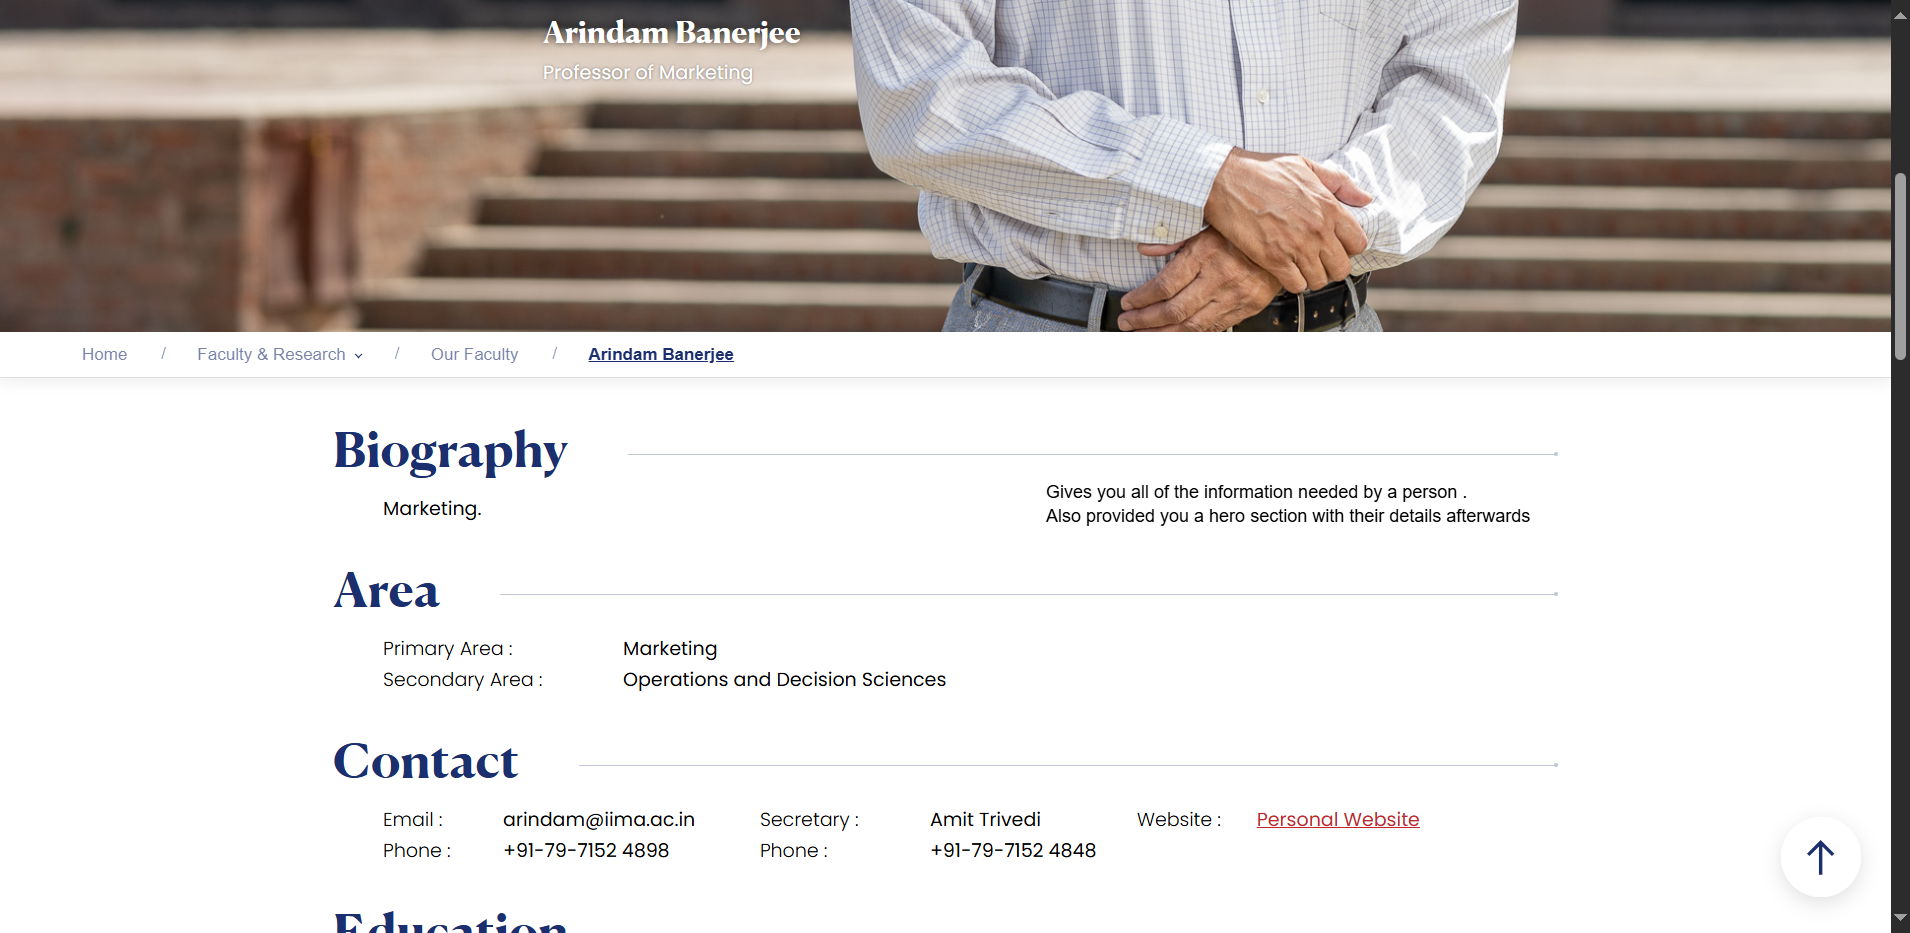 Arindam Banerjee
Professor of Marketing
Home / Faculty & Research / Our Faculty / Arindam Banerjee
Biography
Marketing.
Gives you all of the information needed by a person .
Also provided you a hero section with their details afterwards
Area
Primary Area : Marketing
Secondary Area : Operations and Decision Sciences
Contact
Email : arindam@iima.ac.in Secretary : Amit Trivedi Website : Personal Website
Phone : +91-79-7152 4898 Phone : +91-79-7152 4848
Education